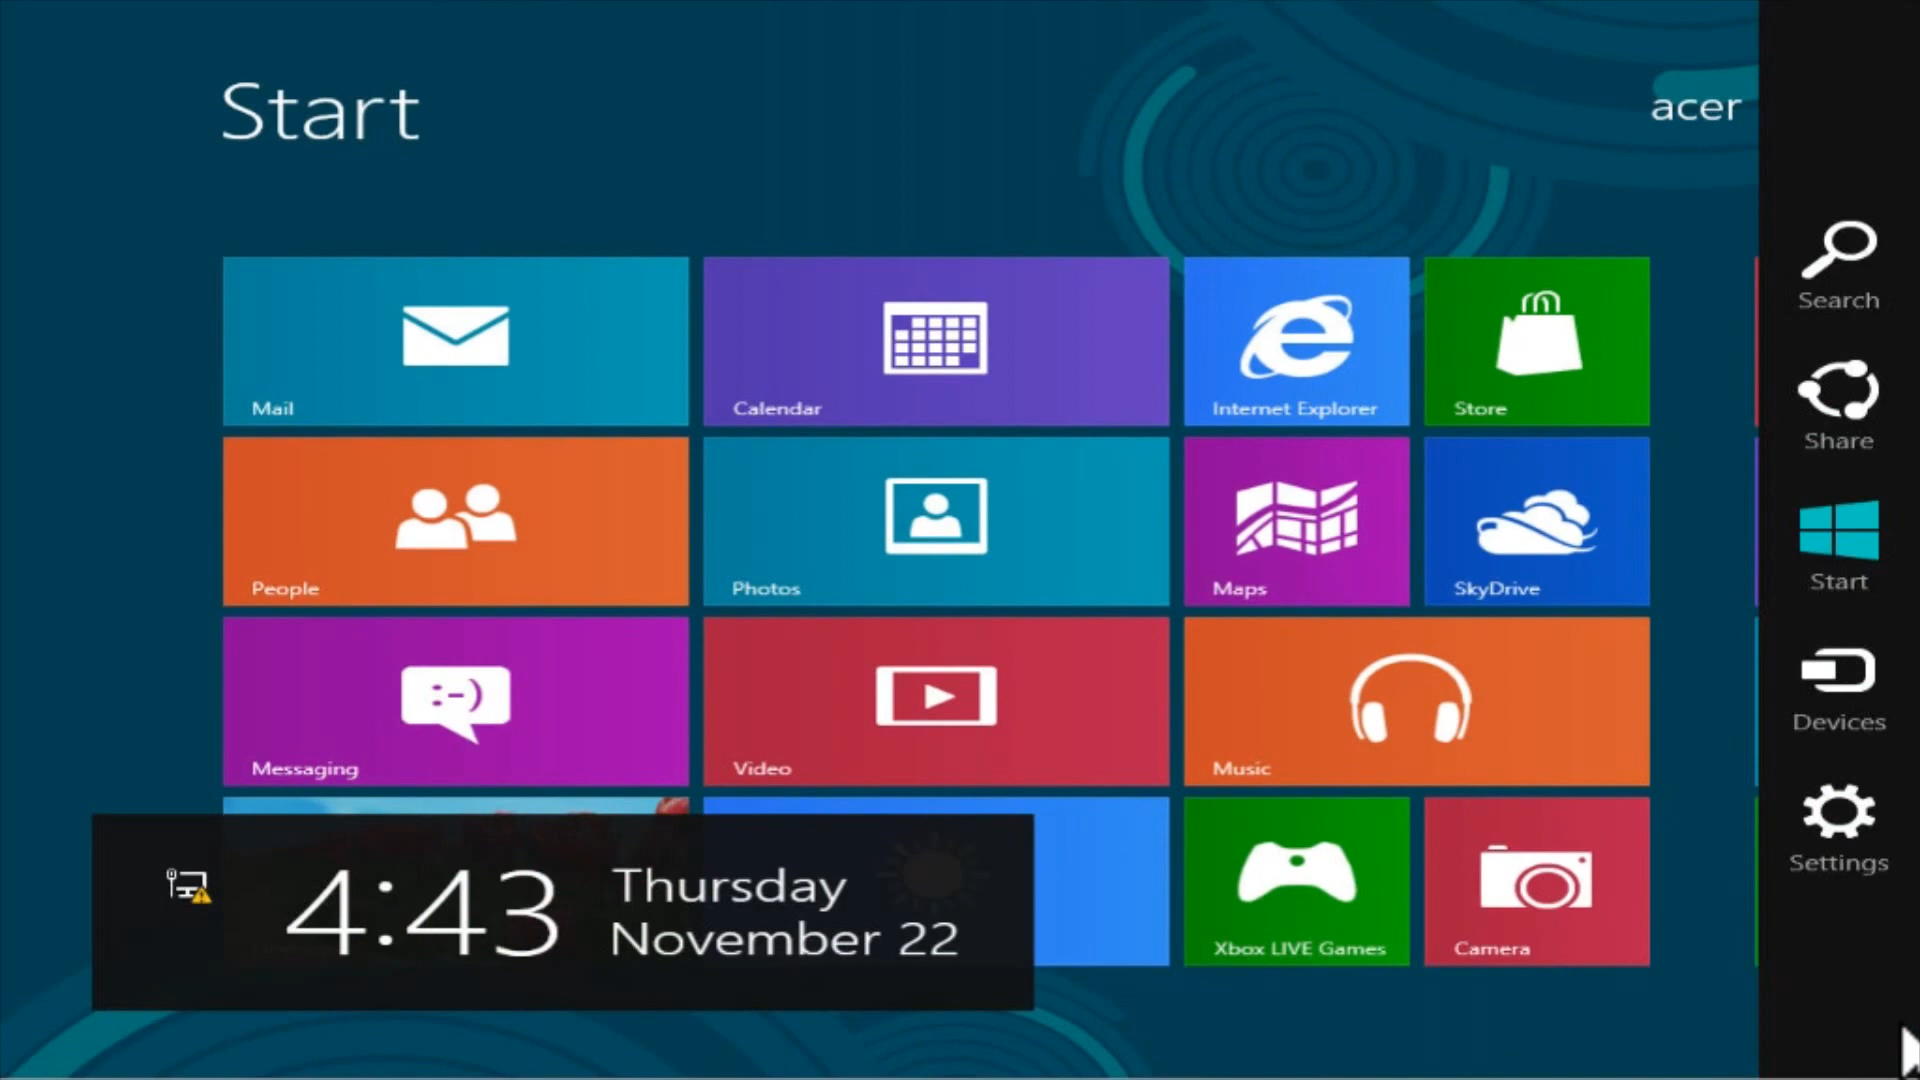 Start
acer
Search
Share
Start
Devices
Settings
Mail
Calendar
Internet Explorer
Store
People
Photos
Maps
SkyDrive
Messaging
:-)
Video
Music
Xbox LIVE Games
Camera
4:43
Thursday
November 22